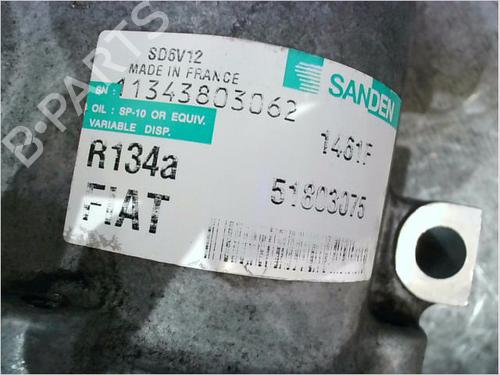 SD6V12
MADE IN FRANCE
SN: 11343803062
OIL : SP-10 OR EQUIV.
VARIABLE DISP.
R134a
FIAT
SANDEN
1461F
51803075
B-PARTS